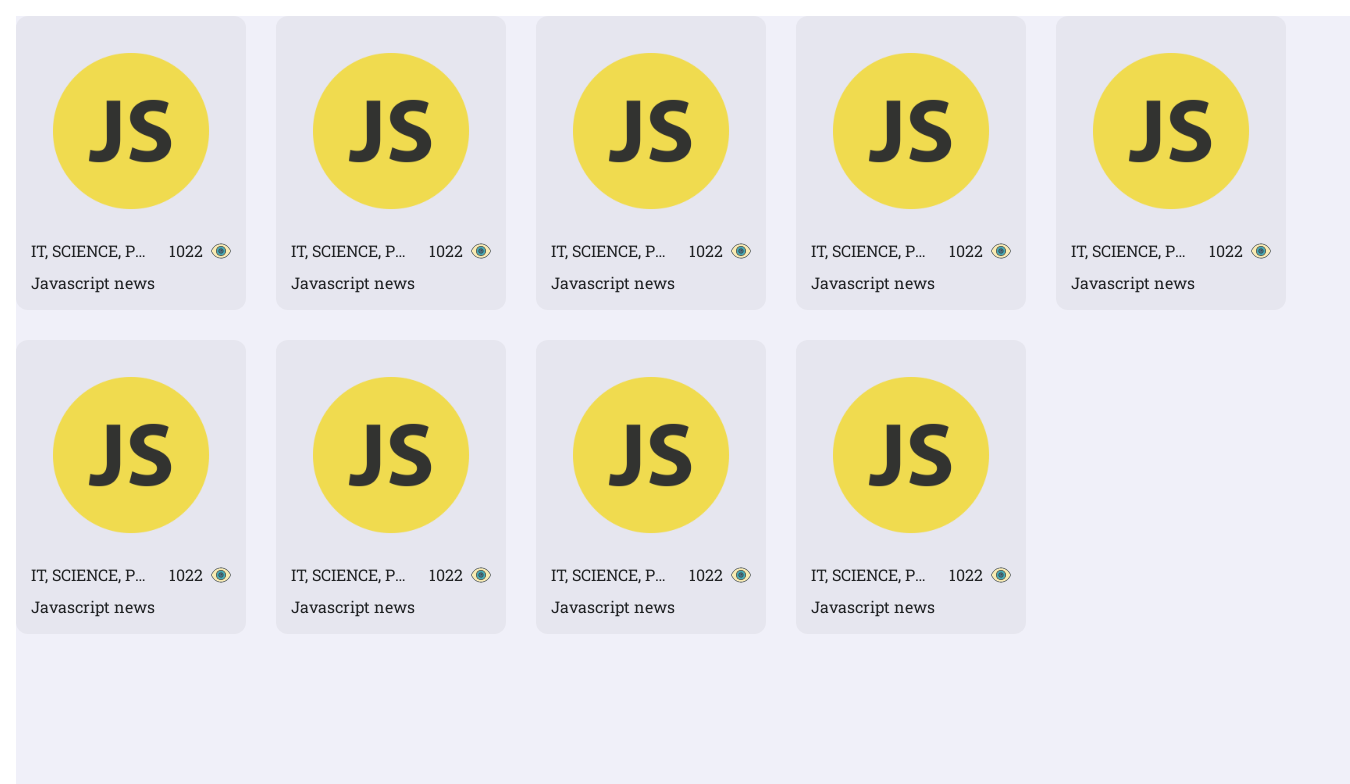 JS JS JS JS JS
IT, SCIENCE, P... 1022 IT, SCIENCE, P... 1022 IT, SCIENCE, P... 1022 IT, SCIENCE, P... 1022 IT, SCIENCE, P... 1022
Javascript news Javascript news Javascript news Javascript news Javascript news
JS JS JS JS
IT, SCIENCE, P... 1022 IT, SCIENCE, P... 1022 IT, SCIENCE, P... 1022 IT, SCIENCE, P... 1022
Javascript news Javascript news Javascript news Javascript news